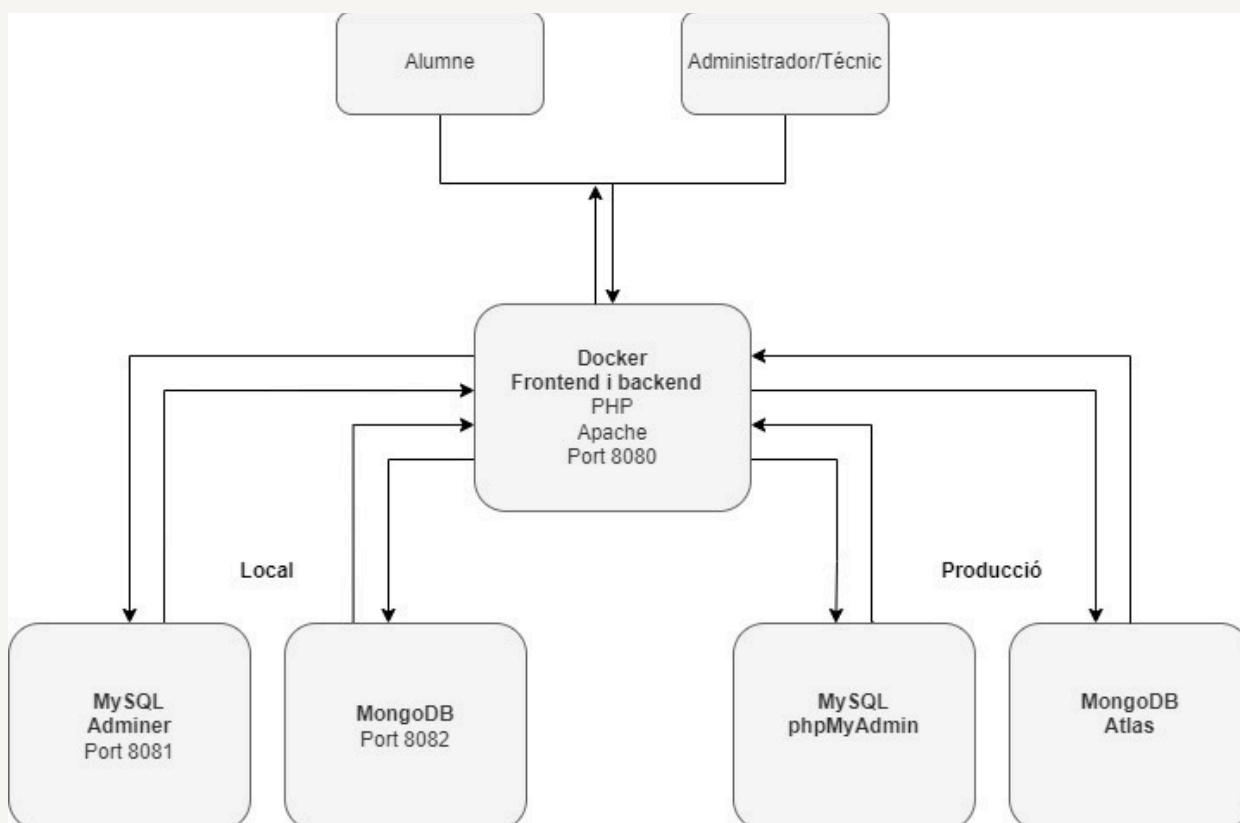 Alumne
Administrador/Técnic
Docker
Frontend i backend
PHP
Apache
Port 8080
Local
Producció
MySQL
Adminer
Port 8081
MongoDB
Port 8082
MySQL
phpMyAdmin
MongoDB
Atlas